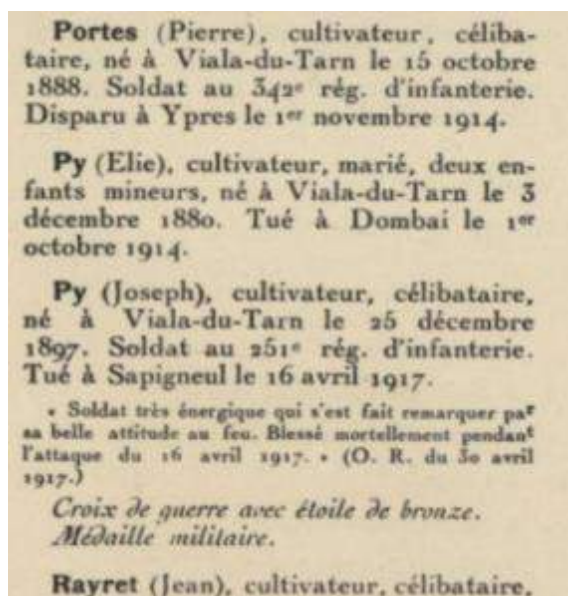 Portes (Pierre), cultivateur, céliba-
taire, né à Viala-du-Tarn le 15 octobre
1888. Soldat au 342e rég. d'infanterie.
Disparu à Ypres le 1er novembre 1914.
Py (Elie), cultivateur, marié, deux en-
fants mineurs, né à Viala-du-Tarn le 3
décembre 1880. Tué à Dombai le 1er
octobre 1914.
Py (Joseph), cultivateur, célibataire,
né à Viala-du-Tarn le 25 décembre
1897. Soldat au 251e rég. d'infanterie.
Tué à Sapigneul le 16 avril 1917.
« Soldat très énergique qui s'est fait remarquer par
sa belle attitude au feu. Blessé mortellement pendant
l'attaque du 16 avril 1917. » (O. R. du 30 avril
1917.)
Croix de guerre avec étoile de bronze.
Médaille militaire.
Rayret (Jean), cultivateur, célibataire,